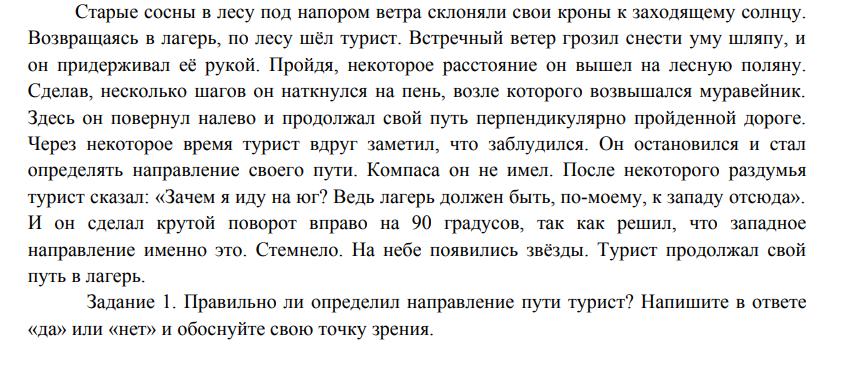 Старые сосны в лесу под напором ветра склоняли свои кроны к заходящему солнцу.
Возвращаясь в лагерь, по лесу шёл турист. Встречный ветер грозил снести уму шляпу, и
он придерживал её рукой. Пройдя, некоторое расстояние он вышел на лесную поляну.
Сделав, несколько шагов он наткнулся на пень, возле которого возвышался муравейник.
Здесь он повернул налево и продолжал свой путь перпендикулярно пройденной дороге.
Через некоторое время турист вдруг заметил, что заблудился. Он остановился и стал
определять направление своего пути. Компаса он не имел. После некоторого раздумья
турист сказал: «Зачем я иду на юг? Ведь лагерь должен быть, по-моему, к западу отсюда».
И он сделал крутой поворот вправо на 90 градусов, так как решил, что западное
направление именно это. Стемнело. На небе появились звёзды. Турист продолжал свой
путь в лагерь.
Задание 1. Правильно ли определил направление пути турист? Напишите в ответе
«да» или «нет» и обоснуйте свою точку зрения.